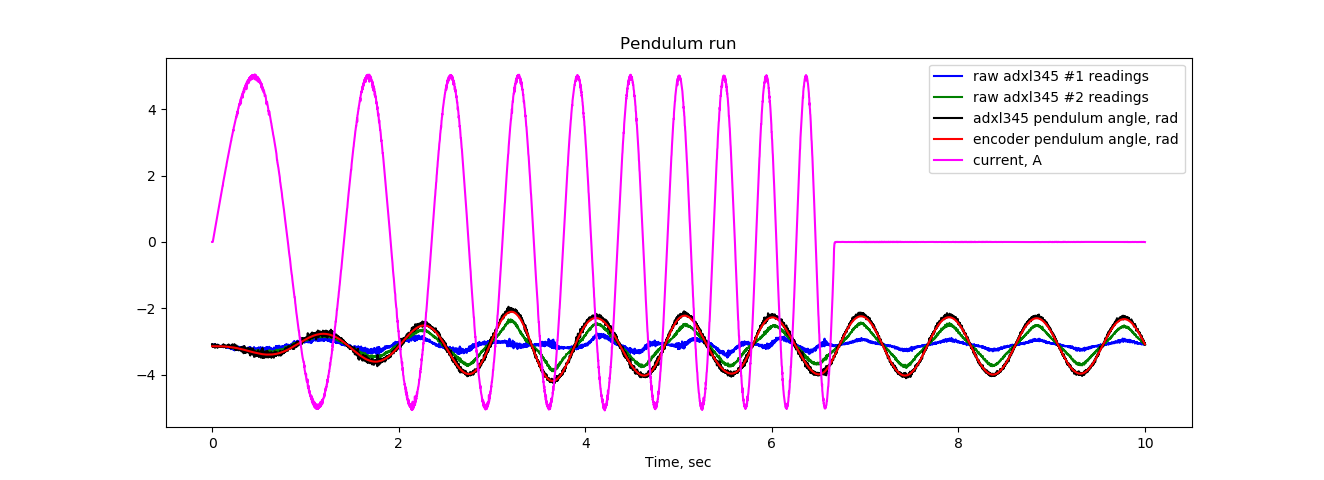 Pendulum run
raw adxl345 #1 readings
raw adxl345 #2 readings
adxl345 pendulum angle, rad
encoder pendulum angle, rad
current, A
4
2
0
−2
−4
0
2
4
6
8
10
Time, sec